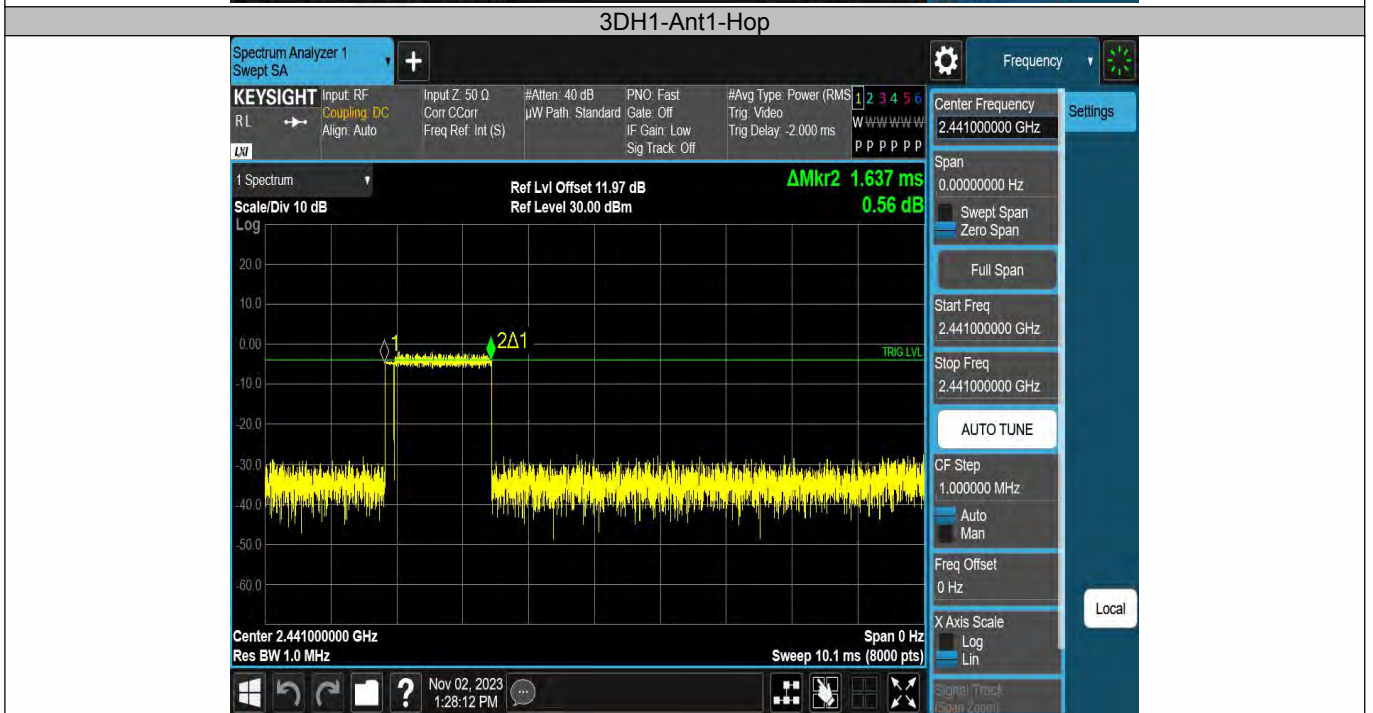 3DH1-Ant1-Hop
Spectrum Analyzer 1
Swept SA
Frequency
KEYSIGHT
RL
LXI
Input: RF
Coupling: DC
Align: Auto
Input Z: 50 Ω
Corr CCorr
Freq Ref: Int (S)
#Atten: 40 dB
µW Path: Standard
PNO: Fast
Gate: Off
IF Gain: Low
Sig Track: Off
#Avg Type: Power (RMS
Trig: Video
Trig Delay: -2.000 ms
1 2 3 4 5 6
W W W W W W
P P P P P P
1 Spectrum
Scale/Div 10 dB
Log
Ref Lvl Offset 11.97 dB
Ref Level 30.00 dBm
ΔMkr2 1.637 ms
0.56 dB
20.0
10.0
0.00
-10.0
-20.0
-30.0
-40.0
-50.0
-60.0
1
2Δ1
TRIG LVL
Center 2.441000000 GHz
Res BW 1.0 MHz
Span 0 Hz
Sweep 10.1 ms (8000 pts)
Center Frequency
2.441000000 GHz
Settings
Span
0.00000000 Hz
Swept Span
Zero Span
Full Span
Start Freq
2.441000000 GHz
Stop Freq
2.441000000 GHz
AUTO TUNE
CF Step
1.000000 MHz
Auto
Man
Freq Offset
0 Hz
X Axis Scale
Log
Lin
Local
Signal Track
(Span Zoom)
?
Nov 02, 2023
1:28:12 PM